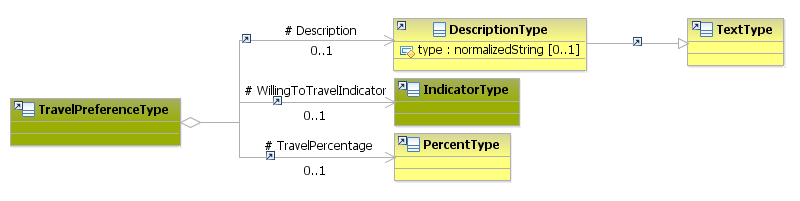 # Description
0..1
DescriptionType
type : normalizedString [0..1]
TextType
# WillingToTravelIndicator
0..1
IndicatorType
TravelPreferenceType
# TravelPercentage
0..1
PercentType